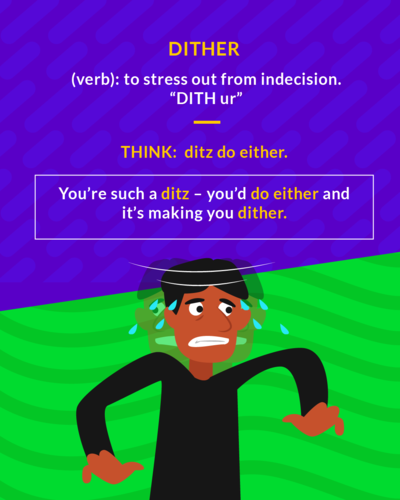 DITHER
(verb): to stress out from indecision.
“DITH ur”
THINK: ditz do either.
You’re such a ditz – you’d do either and
it’s making you dither.